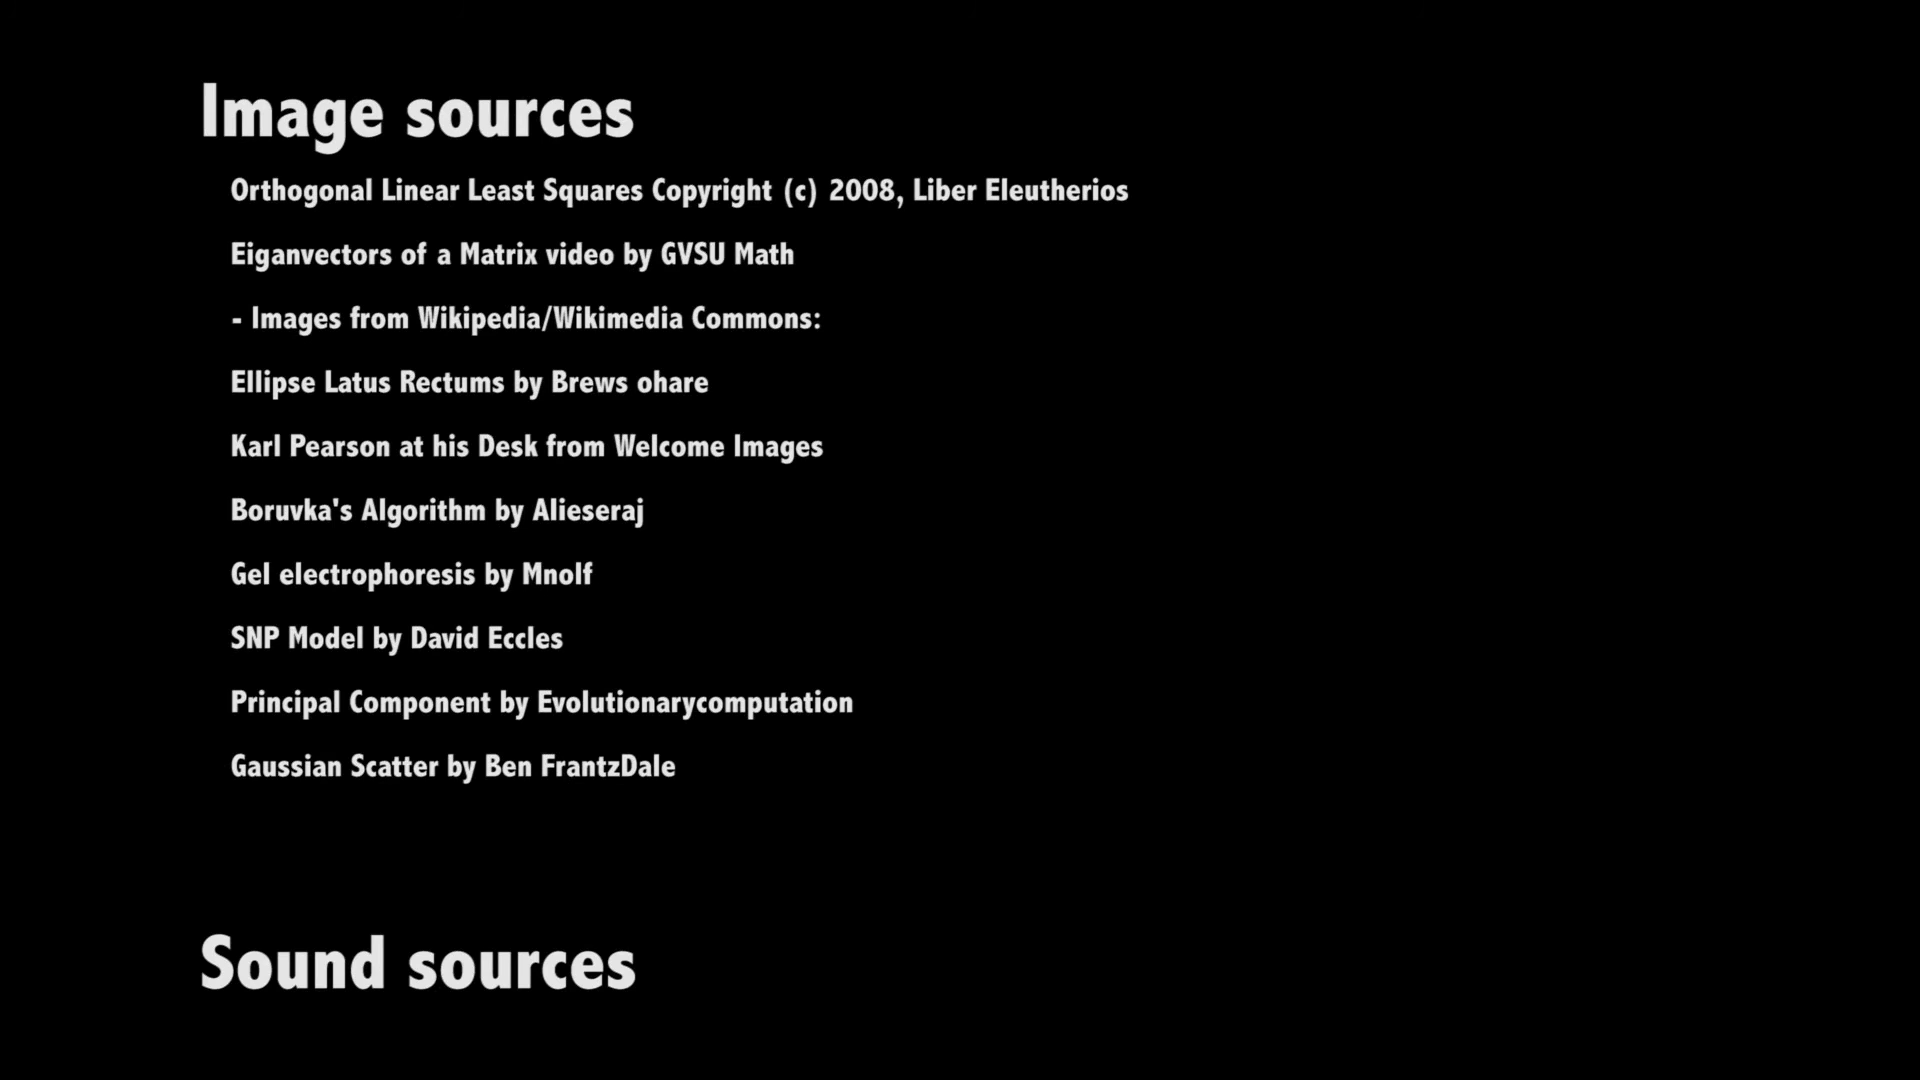 Image sources
Orthogonal Linear Least Squares Copyright (c) 2008, Liber Eleutherios
Eiganvectors of a Matrix video by GVSU Math
- Images from Wikipedia/Wikimedia Commons:
Ellipse Latus Rectums by Brews ohare
Karl Pearson at his Desk from Welcome Images
Boruvka's Algorithm by Alieseraj
Gel electrophoresis by Mnolf
SNP Model by David Eccles
Principal Component by Evolutionarycomputation
Gaussian Scatter by Ben FrantzDale
Sound sources